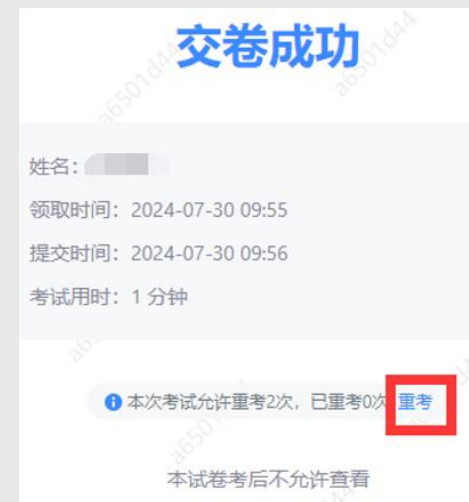 交卷成功
姓名：
领取时间：2024-07-30 09:55
提交时间：2024-07-30 09:56
考试用时：1 分钟
本次考试允许重考2次，已重考0次 重考
本试卷考后不允许查看
a6501d44
a6501d44